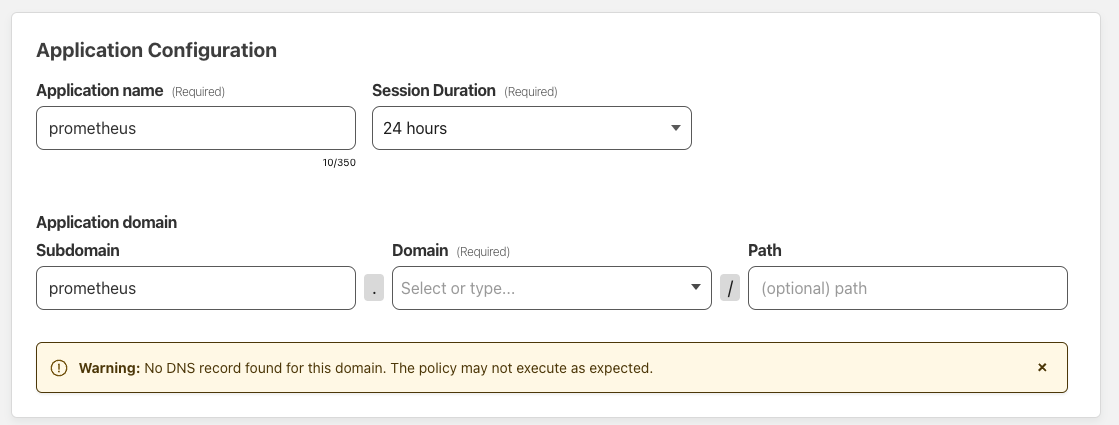 Application Configuration
Application name (Required) Session Duration (Required)
prometheus 24 hours
10/350
Application domain
Subdomain Domain (Required) Path
prometheus . Select or type... / (optional) path
Warning: No DNS record found for this domain. The policy may not execute as expected. ×